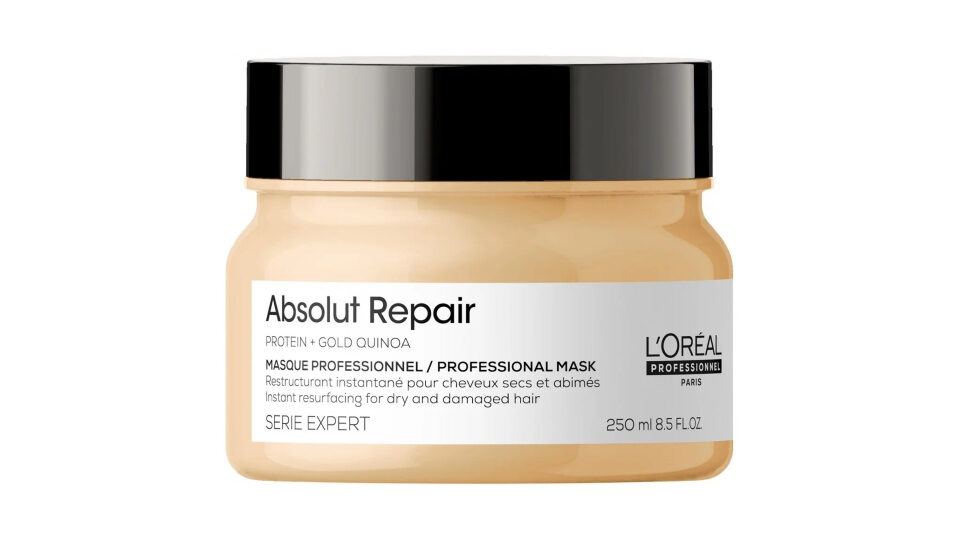 Absolut Repair
PROTEIN + GOLD QUINOA
MASQUE PROFESSIONNEL / PROFESSIONAL MASK
Restructurant instantané pour cheveux secs et abimés
Instant resurfacing for dry and damaged hair
SERIE EXPERT
L'ORÉAL
PROFESSIONNEL
PARIS
250 ml 8.5 FL.OZ.